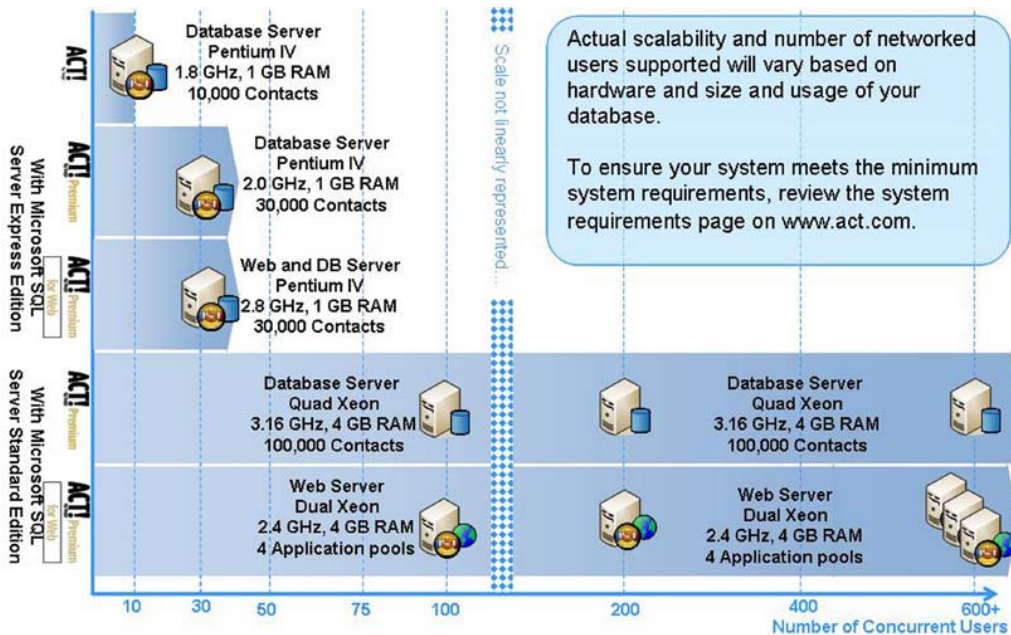 ACT!
Database Server
Pentium IV
1.8 GHz, 1 GB RAM
10,000 Contacts
With Microsoft SQL
Server Express Edition
ACT! Premium
Database Server
Pentium IV
2.0 GHz, 1 GB RAM
30,000 Contacts
ACT! Premium
for Web
Web and DB Server
Pentium IV
2.8 GHz, 1 GB RAM
30,000 Contacts
Scale not linearly represented....
Actual scalability and number of networked
users supported will vary based on
hardware and size and usage of your
database.
To ensure your system meets the minimum
system requirements, review the system
requirements page on www.act.com.
With Microsoft SQL
Server Standard Edition
ACT! Premium
Database Server
Quad Xeon
3.16 GHz, 4 GB RAM
100,000 Contacts
Database Server
Quad Xeon
3.16 GHz, 4 GB RAM
100,000 Contacts
ACT! Premium
for Web
Web Server
Dual Xeon
2.4 GHz, 4 GB RAM
4 Application pools
Web Server
Dual Xeon
2.4 GHz, 4 GB RAM
4 Application pools
10 30 50 75 100 200 400 600+
Number of Concurrent Users